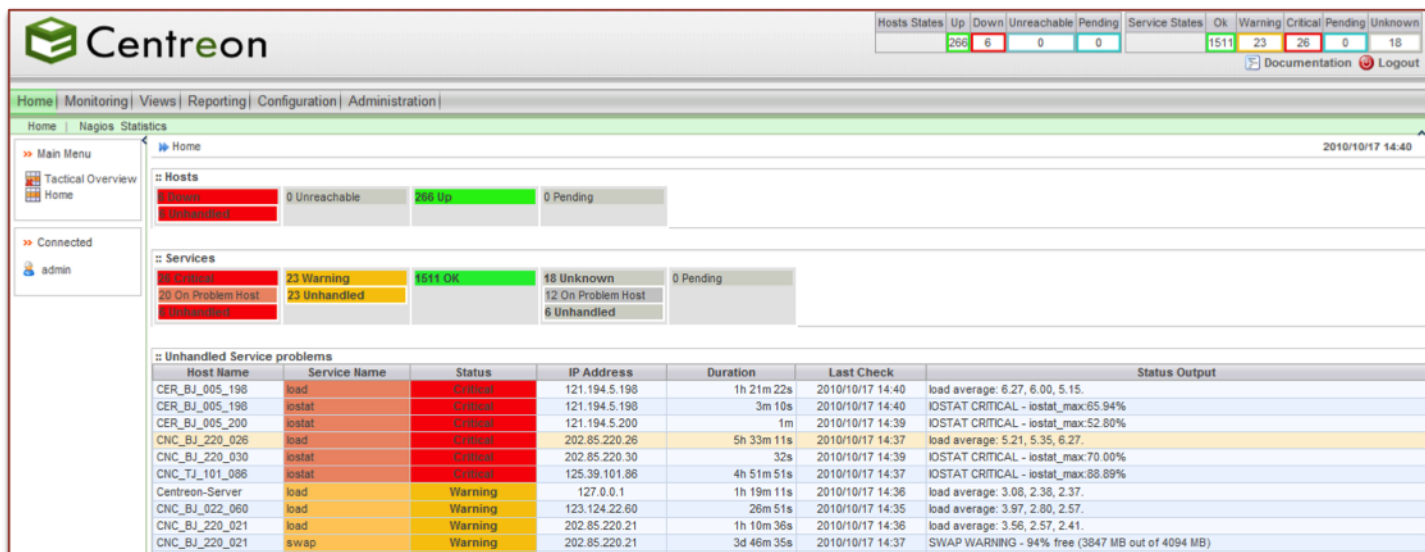 Centreon
Hosts States Up Down Unreachable Pending Service States Ok Warning Critical Pending Unknown
266 6 0 0 1511 23 26 0 18
Documentation Logout
Home Monitoring Views Reporting Configuration Administration
Home | Nagios Statistics
Main Menu
Tactical Overview
Home
Connected
admin
Home 2010/10/17 14:40
:: Hosts
6 Down 0 Unreachable 266 Up 0 Pending
6 Unhandled
:: Services
26 Critical 23 Warning 1511 OK 18 Unknown 0 Pending
20 On Problem Host 23 Unhandled 12 On Problem Host
6 Unhandled 6 Unhandled
:: Unhandled Service problems
Host Name Service Name Status IP Address Duration Last Check Status Output
CER_BJ_005_198 load Critical 121.194.5.198 1h 21m 22s 2010/10/17 14:40 load average: 6.27, 6.00, 5.15.
CER_BJ_005_198 iostat Critical 121.194.5.198 3m 10s 2010/10/17 14:40 IOSTAT CRITICAL - iostat_max:65.94%
CER_BJ_005_200 iostat Critical 121.194.5.200 1m 2010/10/17 14:39 IOSTAT CRITICAL - iostat_max:52.80%
CNC_BJ_220_026 load Critical 202.85.220.26 5h 33m 11s 2010/10/17 14:37 load average: 5.21, 5.35, 6.27.
CNC_BJ_220_030 iostat Critical 202.85.220.30 32s 2010/10/17 14:39 IOSTAT CRITICAL - iostat_max:70.00%
CNC_TJ_101_086 iostat Critical 125.39.101.86 4h 51m 51s 2010/10/17 14:37 IOSTAT CRITICAL - iostat_max:88.89%
Centreon-Server load Warning 127.0.0.1 1h 19m 11s 2010/10/17 14:36 load average: 3.08, 2.38, 2.37.
CNC_BJ_022_060 load Warning 123.124.22.60 26m 51s 2010/10/17 14:35 load average: 3.97, 2.80, 2.57.
CNC_BJ_220_021 load Warning 202.85.220.21 1h 10m 36s 2010/10/17 14:36 load average: 3.56, 2.57, 2.41.
CNC_BJ_220_021 swap Warning 202.85.220.21 3d 46m 35s 2010/10/17 14:37 SWAP WARNING - 94% free (3847 MB out of 4094 MB)